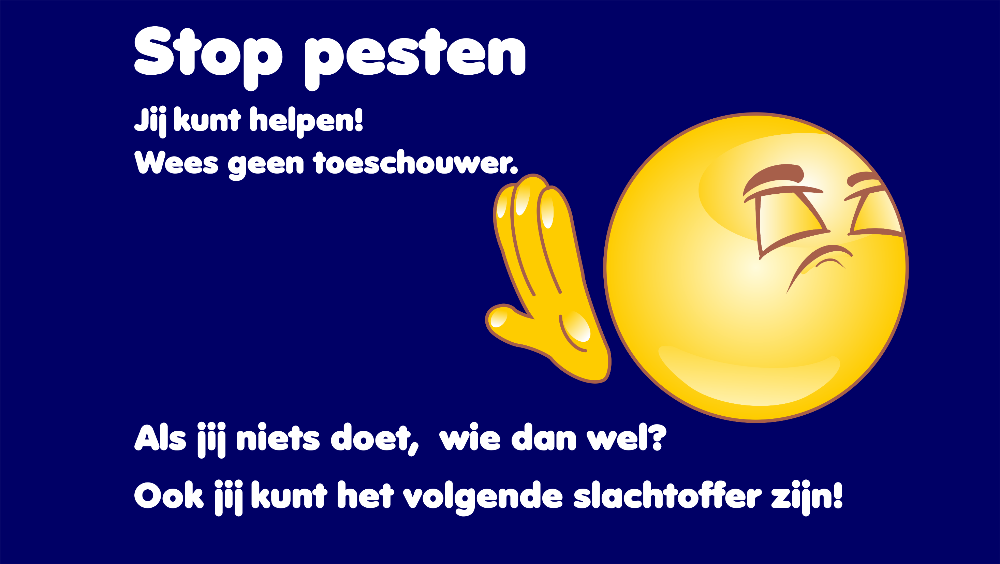 Stop pesten
Jij kunt helpen!
Wees geen toeschouwer.
Als jij niets doet, wie dan wel?
Ook jij kunt het volgende slachtoffer zijn!